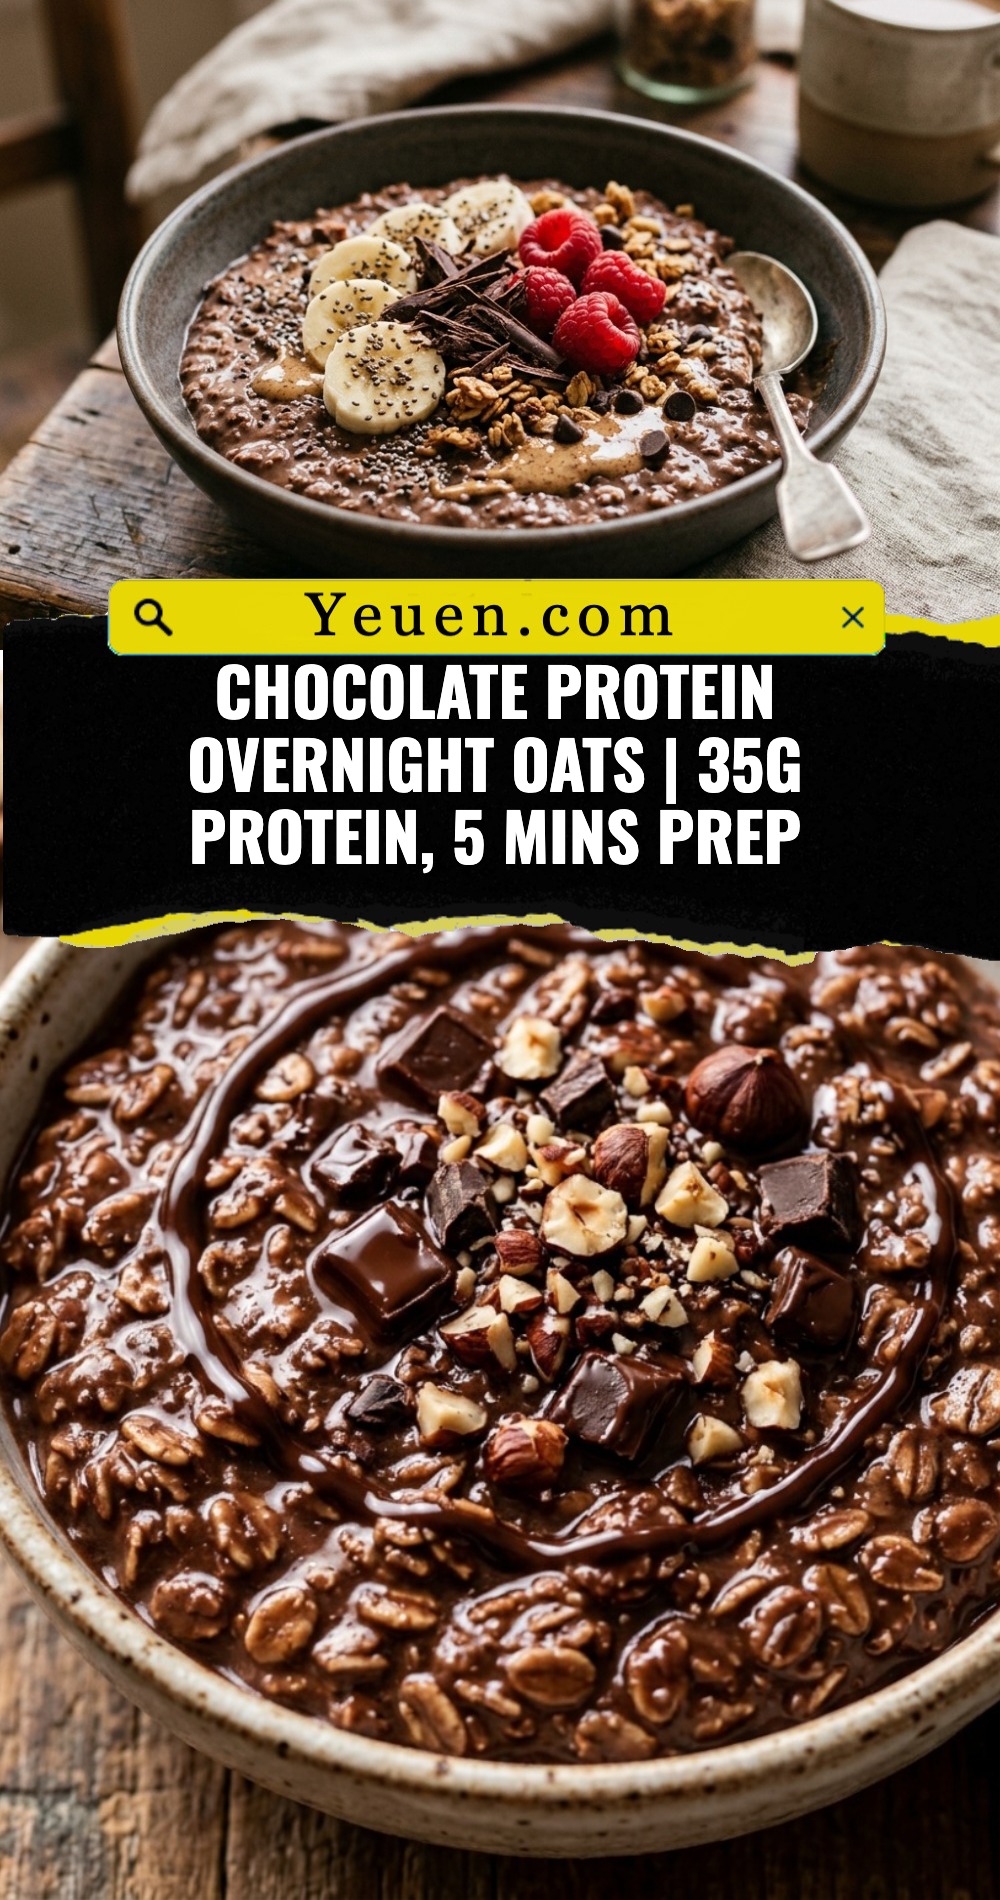 Yeuen.com
CHOCOLATE PROTEIN
OVERNIGHT OATS | 35G
PROTEIN, 5 MINS PREP